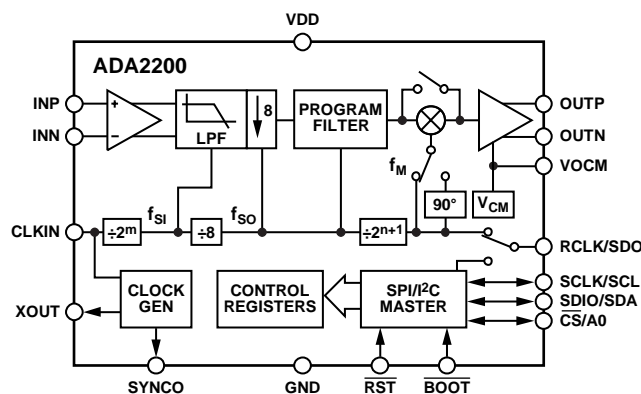 VDD
ADA2200
INP
INN
+
–
LPF
8
PROGRAM
FILTER
OUTP
OUTN
VOCM
fM
90°
VCM
CLKIN
÷2m
fSI
÷8
fSO
÷2n+1
RCLK/SDO
XOUT
CLOCK
GEN
CONTROL
REGISTERS
SPI/I2C
MASTER
SCLK/SCL
SDIO/SDA
CS/A0
SYNCO
GND
RST
BOOT